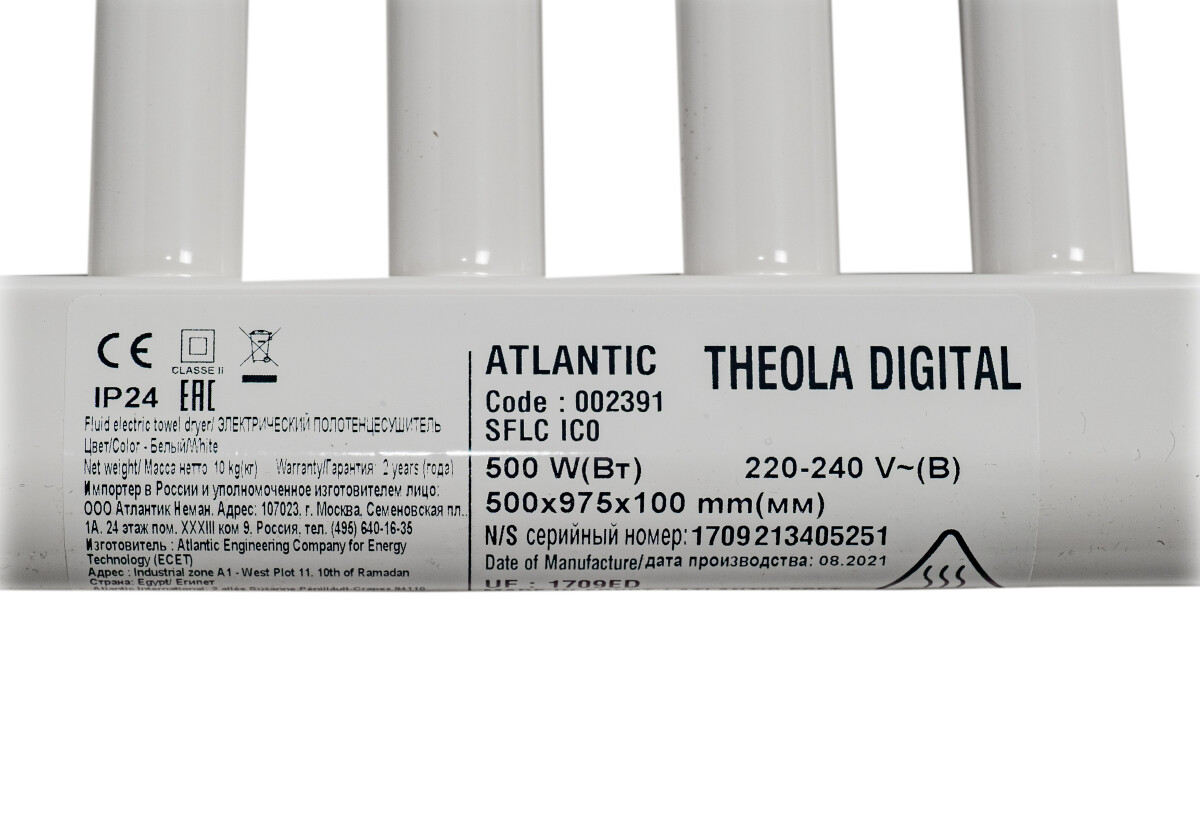 CE
CLASSE II
IP24 EAC
Fluid electric towel dryer/ ЭЛЕКТРИЧЕСКИЙ ПОЛОТЕНЦЕСУШИТЕЛЬ
Цвет/Color - Белый/White
Net weight/ Масса нетто 10 kg(кг) Warranty/Гарантия: 2 years (года)
Импортер в России и уполномоченное изготовителем лицо:
ООО Атлантик Неман. Адрес: 107023. г. Москва. Семеновская пл..
1А. 24 этаж пом. XXXIII ком 9. Россия. тел. (495) 640-16-35
Изготовитель : Atlantic Engineering Company for Energy
Technology (ECET)
Адрес : Industrial zone A1 - West Plot 11. 10th of Ramadan
Страна: Egypt/ Египет
ATLANTIC THEOLA DIGITAL
Code : 002391
SFLC IC0
500 W(Вт) 220-240 V~(В)
500x975x100 mm(мм)
N/S серийный номер: 1709213405251
Date of Manufacture/дата производства: 08.2021
UF : 1709ED